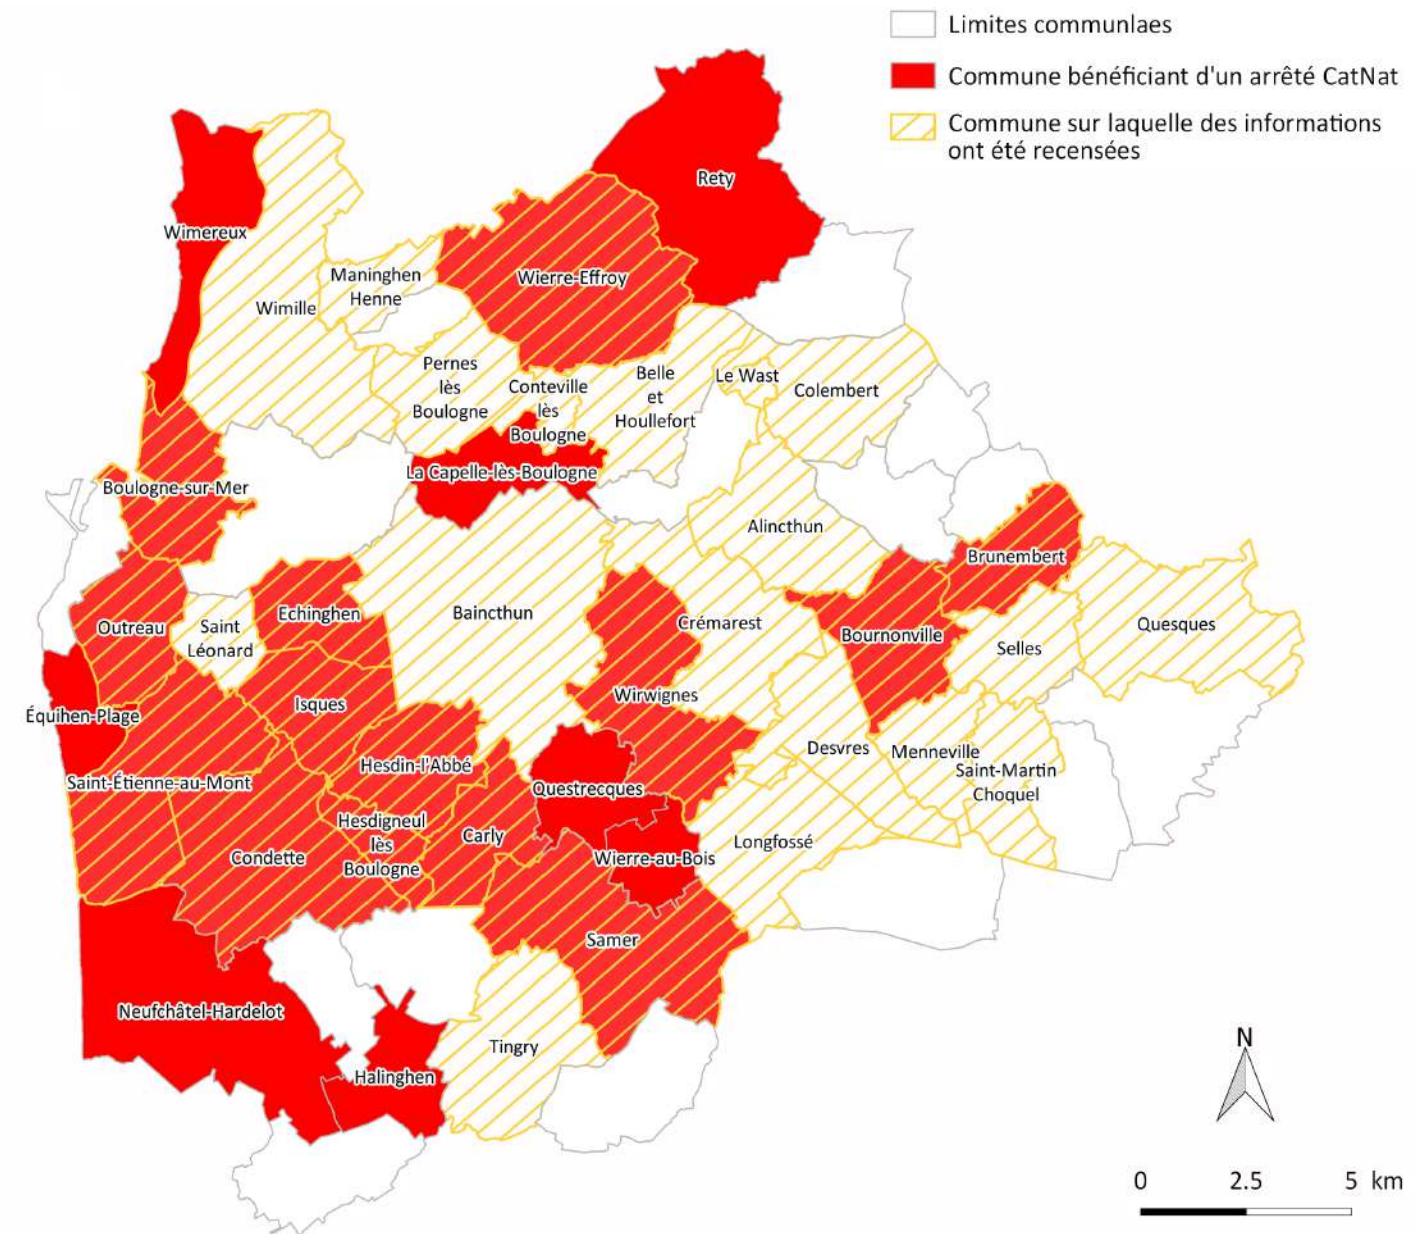 Limites communlaes
Commune bénéficiant d'un arrêté CatNat
Commune sur laquelle des informations
ont été recensées
Rety
Wimereux
Maninghen
Henne
Wierre-Effroy
Wimille
Pernes
lès
Boulogne
Conteville
lès
Boulogne
Belle
et
Houllefort
Le Wast
Colembert
La Capelle-lès-Boulogne
Boulogne-sur-Mer
Alincthun
Brunembert
Outreau
Saint
Léonard
Echinghen
Baincthun
Crémarest
Bournonville
Selles
Quesques
Équihen-Plage
Isques
Wirwignes
Desvres
Menneville
Saint-Martin
Choquel
Saint-Étienne-au-Mont
Hesdin-l'Abbé
Questrecques
Hesdigneul
lès
Boulogne
Carly
Condette
Wierre-au-Bois
Longfossé
Samer
Neufchâtel-Hardelot
Tingry
Halinghen
N
0 2.5 5 km